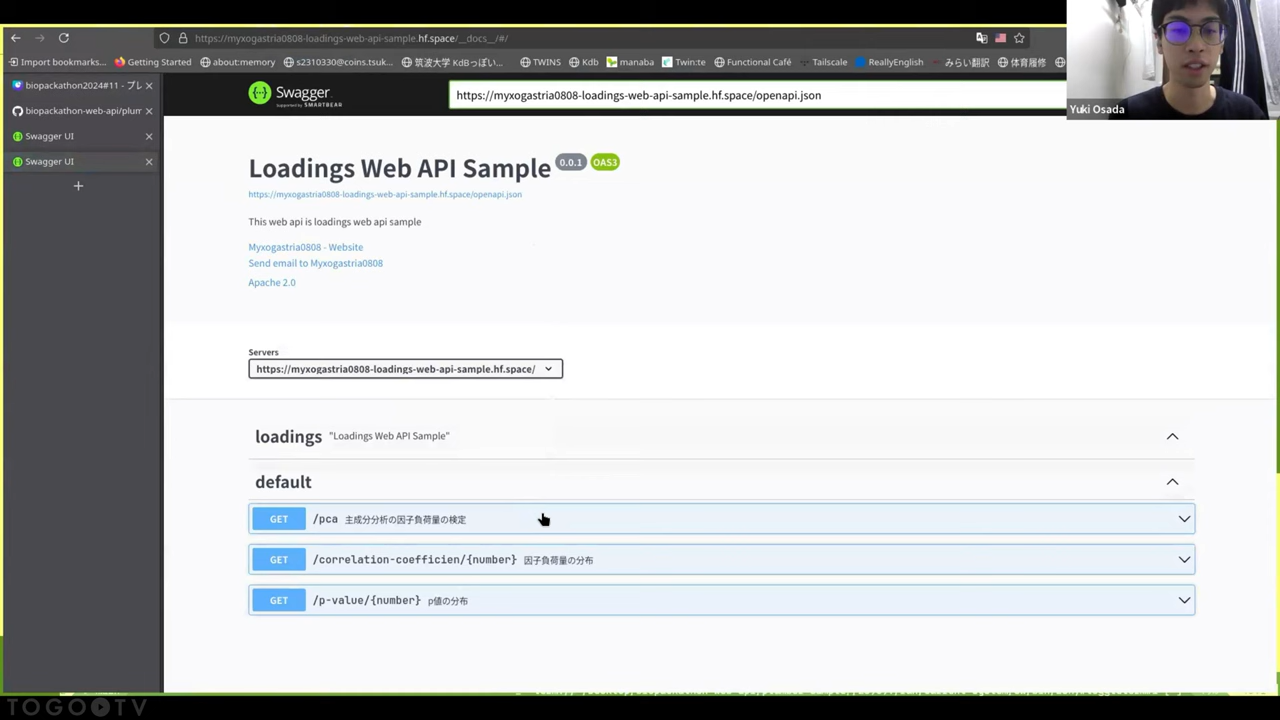 https://myxogastria0808-loadings-web-api-sample.hf.space/__docs__/#/
Import bookmarks... Getting Started about:memory s2310330@coins.tsuk... 筑波大学 KdBっぽい... TWINS Kdb manaba Twin:te Functional Café Tailscale ReallyEnglish みらい翻訳 体育履修
biopackathon2024#11 - プレ
biopackathon-web-api/plum
Swagger UI
Swagger UI
Swagger
Supported by SMARTBEAR
https://myxogastria0808-loadings-web-api-sample.hf.space/openapi.json
Yuki Osada
Loadings Web API Sample 0.0.1 OAS3
https://myxogastria0808-loadings-web-api-sample.hf.space/openapi.json
This web api is loadings web api sample
Myxogastria0808 - Website
Send email to Myxogastria0808
Apache 2.0
Servers
https://myxogastria0808-loadings-web-api-sample.hf.space/
loadings "Loadings Web API Sample"
default
GET /pca 主成分分析の因子負荷量の検定
GET /correlation-coefficien/{number} 因子負荷量の分布
GET /p-value/{number} p値の分布
TOGO TV